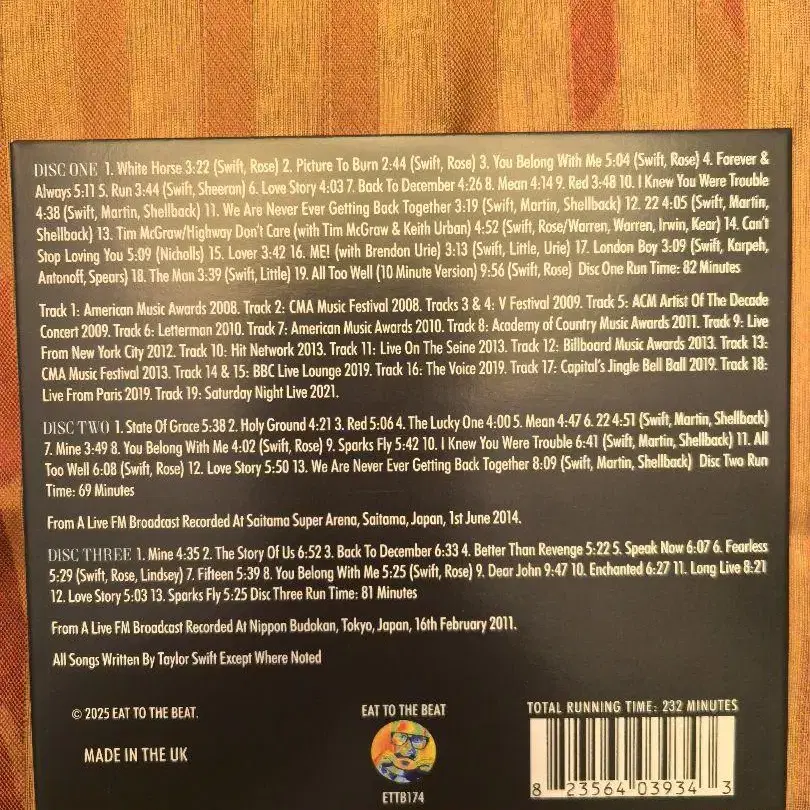 DISC ONE 1. White Horse 3:22 (Swift, Rose) 2. Picture To Burn 2:44 (Swift, Rose) 3. You Belong With Me 5:04 (Swift, Rose) 4. Forever &
Always 5:11 5. Run 3:44 (Swift, Sheeran) 6. Love Story 4:03 7. Back To December 4:26 8. Mean 4:14 9. Red 3:48 10. I Knew You Were Trouble
4:38 (Swift, Martin, Shellback) 11. We Are Never Ever Getting Back Together 3:19 (Swift, Martin, Shellback) 12. 22 4:05 (Swift, Martin,
Shellback) 13. Tim McGraw/Highway Don't Care (with Tim McGraw & Keith Urban) 4:52 (Swift, Rose/Warren, Warren, Irwin, Kear) 14. Can't
Stop Loving You 5:09 (Nicholls) 15. Lover 3:42 16. ME! (with Brendon Urie) 3:13 (Swift, Little, Urie) 17. London Boy 3:09 (Swift, Karpeh,
Antonoff, Spears) 18. The Man 3:39 (Swift, Little) 19. All Too Well (10 Minute Version) 9:56 (Swift, Rose) Disc One Run Time: 82 Minutes
Track 1: American Music Awards 2008. Track 2: CMA Music Festival 2008. Tracks 3 & 4: V Festival 2009. Track 5: ACM Artist Of The Decade
Concert 2009. Track 6: Letterman 2010. Track 7: American Music Awards 2010. Track 8: Academy of Country Music Awards 2011. Track 9: Live
From New York City 2012. Track 10: Hit Network 2013. Track 11: Live On The Seine 2013. Track 12: Billboard Music Awards 2013. Track 13:
CMA Music Festival 2013. Track 14 & 15: BBC Live Lounge 2019. Track 16: The Voice 2019. Track 17: Capital's Jingle Bell Ball 2019. Track 18:
Live From Paris 2019. Track 19: Saturday Night Live 2021.
DISC TWO 1. State Of Grace 5:38 2. Holy Ground 4:21 3. Red 5:06 4. The Lucky One 4:00 5. Mean 4:47 6. 22 4:51 (Swift, Martin, Shellback)
7. Mine 3:49 8. You Belong With Me 4:02 (Swift, Rose) 9. Sparks Fly 5:42 10. I Knew You Were Trouble 6:41 (Swift, Martin, Shellback) 11. All
Too Well 6:08 (Swift, Rose) 12. Love Story 5:50 13. We Are Never Ever Getting Back Together 8:09 (Swift, Martin, Shellback) Disc Two Run
Time: 69 Minutes
From A Live FM Broadcast Recorded At Saitama Super Arena, Saitama, Japan, 1st June 2014.
DISC THREE 1. Mine 4:35 2. The Story Of Us 6:52 3. Back To December 6:33 4. Better Than Revenge 5:22 5. Speak Now 6:07 6. Fearless
5:29 (Swift, Rose, Lindsey) 7. Fifteen 5:39 8. You Belong With Me 5:25 (Swift, Rose) 9. Dear John 9:47 10. Enchanted 6:27 11. Long Live 8:21
12. Love Story 5:03 13. Sparks Fly 5:25 Disc Three Run Time: 81 Minutes
From A Live FM Broadcast Recorded At Nippon Budokan, Tokyo, Japan, 16th February 2011.
All Songs Written By Taylor Swift Except Where Noted
© 2025 EAT TO THE BEAT.
MADE IN THE UK
EAT TO THE BEAT
ETTB174
TOTAL RUNNING TIME: 232 MINUTES
8 23564 03934 3